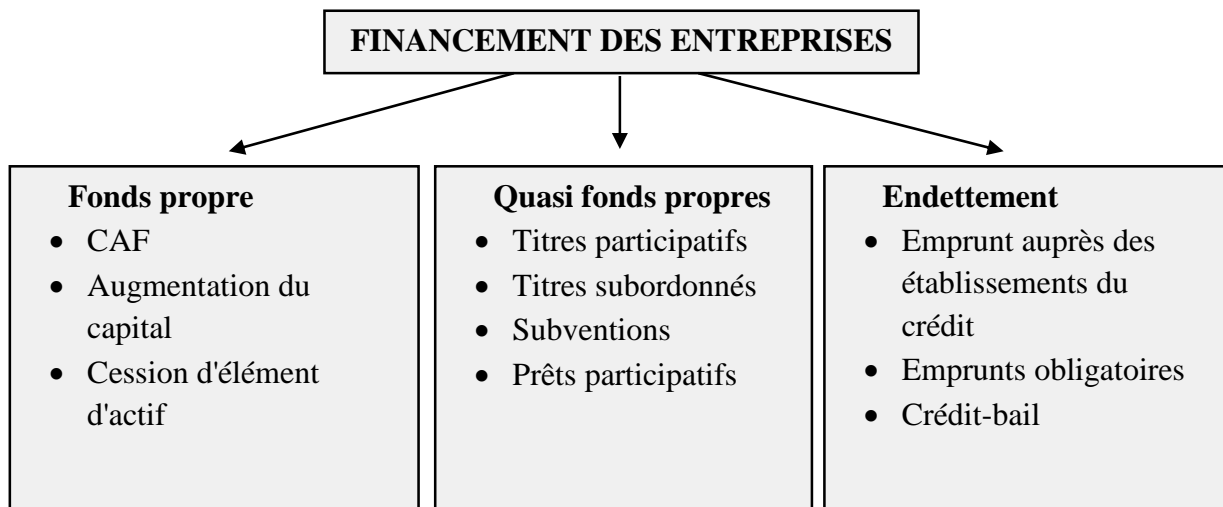 FINANCEMENT DES ENTREPRISES
Fonds propre
• CAF
• Augmentation du
capital
• Cession d'élément
d'actif
Quasi fonds propres
• Titres participatifs
• Titres subordonnés
• Subventions
• Prêts participatifs
Endettement
• Emprunt auprès des
établissements du
crédit
• Emprunts obligatoires
• Crédit-bail